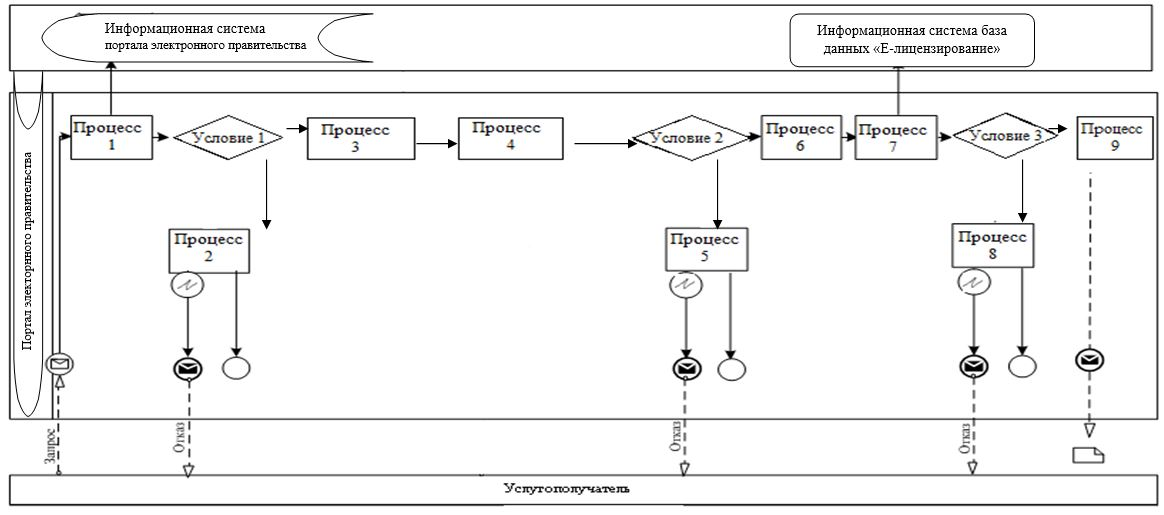 Информационная система
портала электронного правительства
Информационная система база
данных «Е-лицензирование»
Портал электорнного правительства
Процесс
1
Условие 1
Процесс
3
Процесс
4
Условие 2
Процесс
6
Процесс
7
Условие 3
Процесс
9
Процесс
2
Процесс
5
Процесс
8
Запрос
Отказ
Отказ
Отказ
Услугополучатель